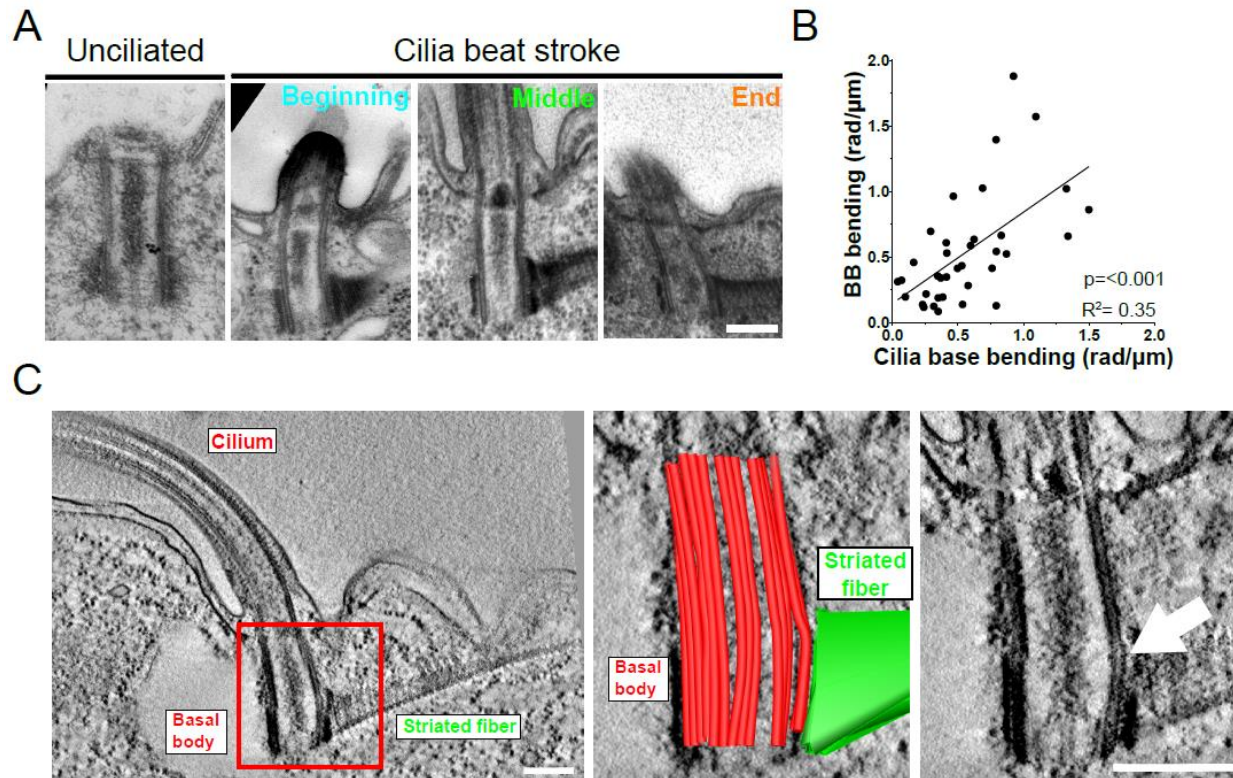 A
Unciliated
Cilia beat stroke
Beginning
Middle
End
B
BB bending (rad/µm)
2.0
1.5
1.0
0.5
0.0
0.0
0.5
1.0
1.5
2.0
p=<0.001
R²= 0.35
Cilia base bending (rad/µm)
C
Cilium
Basal
body
Striated fiber
Basal
body
Striated
fiber